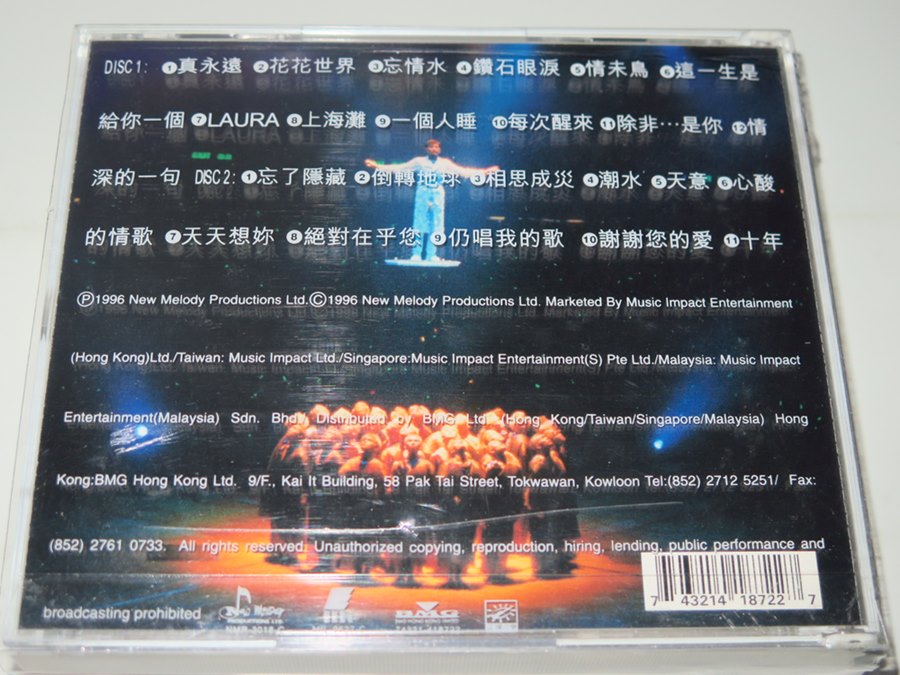 DISC 1: ❶真永遠 ❷花花世界 ❸忘情水 ❹鑽石眼淚 ❺情未鳥 ❻這一生是
給你一個 ❼LAURA ❽上海灘 ❾一個人睡 ❿每次醒來 ⓫除非…是你 ⓬情
深的一句 DISC 2: ❶忘了隱藏 ❷倒轉地球 ❸相思成災 ❹潮水 ❺天意 ❻心酸
的情歌 ❼天天想妳 ❽絕對在乎您 ❾仍唱我的歌 ❿謝謝您的愛 ⓫十年
Ⓟ1996 New Melody Productions Ltd.Ⓒ1996 New Melody Productions Ltd. Marketed By Music Impact Entertainment
(Hong Kong)Ltd./Taiwan: Music Impact Ltd./Singapore:Music Impact Entertainment(S) Pte Ltd./Malaysia: Music Impact
Entertainment(Malaysia) Sdn. Bhd./ Distributed by BMG Ltd. (Hong Kong/Taiwan/Singapore/Malaysia) Hong
Kong:BMG Hong Kong Ltd. 9/F., Kai It Building, 58 Pak Tai Street, Tokwawan, Kowloon Tel:(852) 2712 5251/ Fax:
(852) 2761 0733. All rights reserved. Unauthorized copying, reproduction, hiring, lending, public performance and
broadcasting prohibited
BMG
7 43214 18722 7